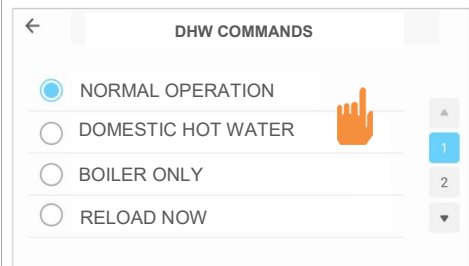 DHW COMMANDS
NORMAL OPERATION
DOMESTIC HOT WATER
1
BOILER ONLY
2
RELOAD NOW